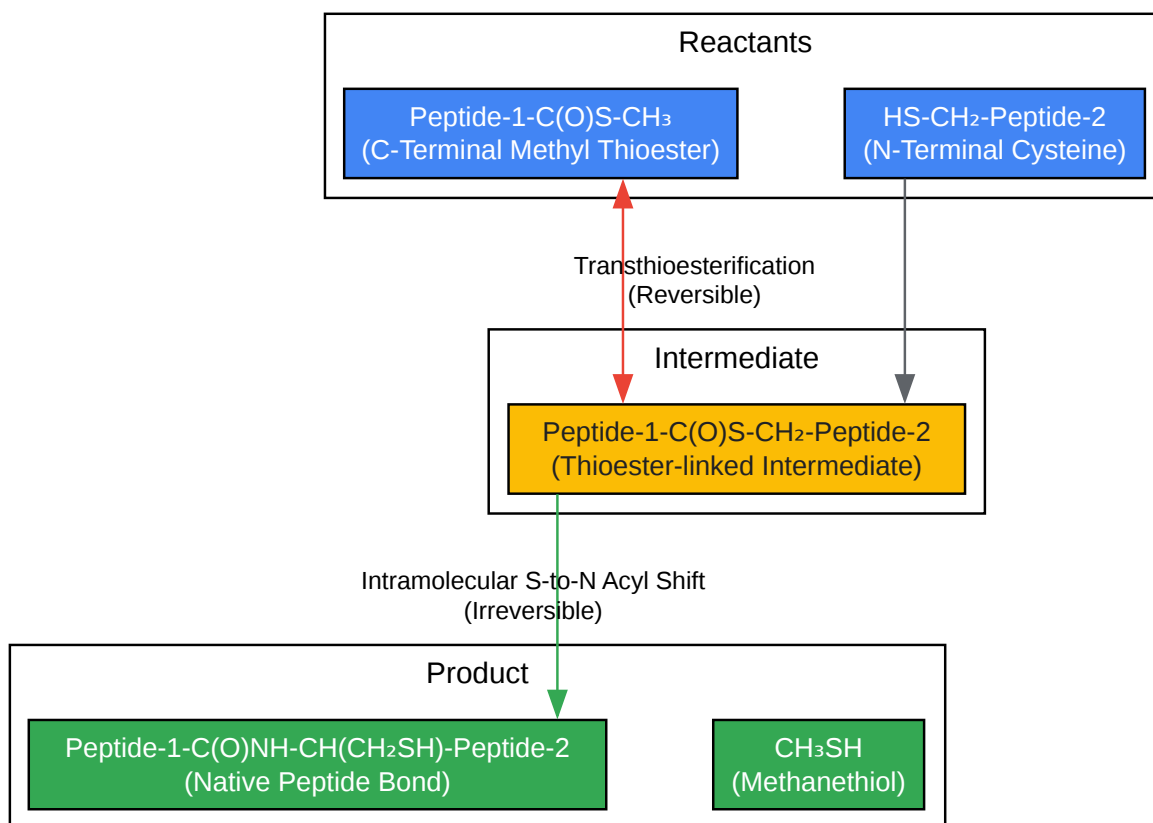 Reactants
Peptide-1-C(O)S-CH₃
(C-Terminal Methyl Thioester)
HS-CH₂-Peptide-2
(N-Terminal Cysteine)
Transthioesterification
(Reversible)
Intermediate
Peptide-1-C(O)S-CH₂-Peptide-2
(Thioester-linked Intermediate)
Intramolecular S-to-N Acyl Shift
(Irreversible)
Product
Peptide-1-C(O)NH-CH(CH₂SH)-Peptide-2
(Native Peptide Bond)
CH₃SH
(Methanethiol)